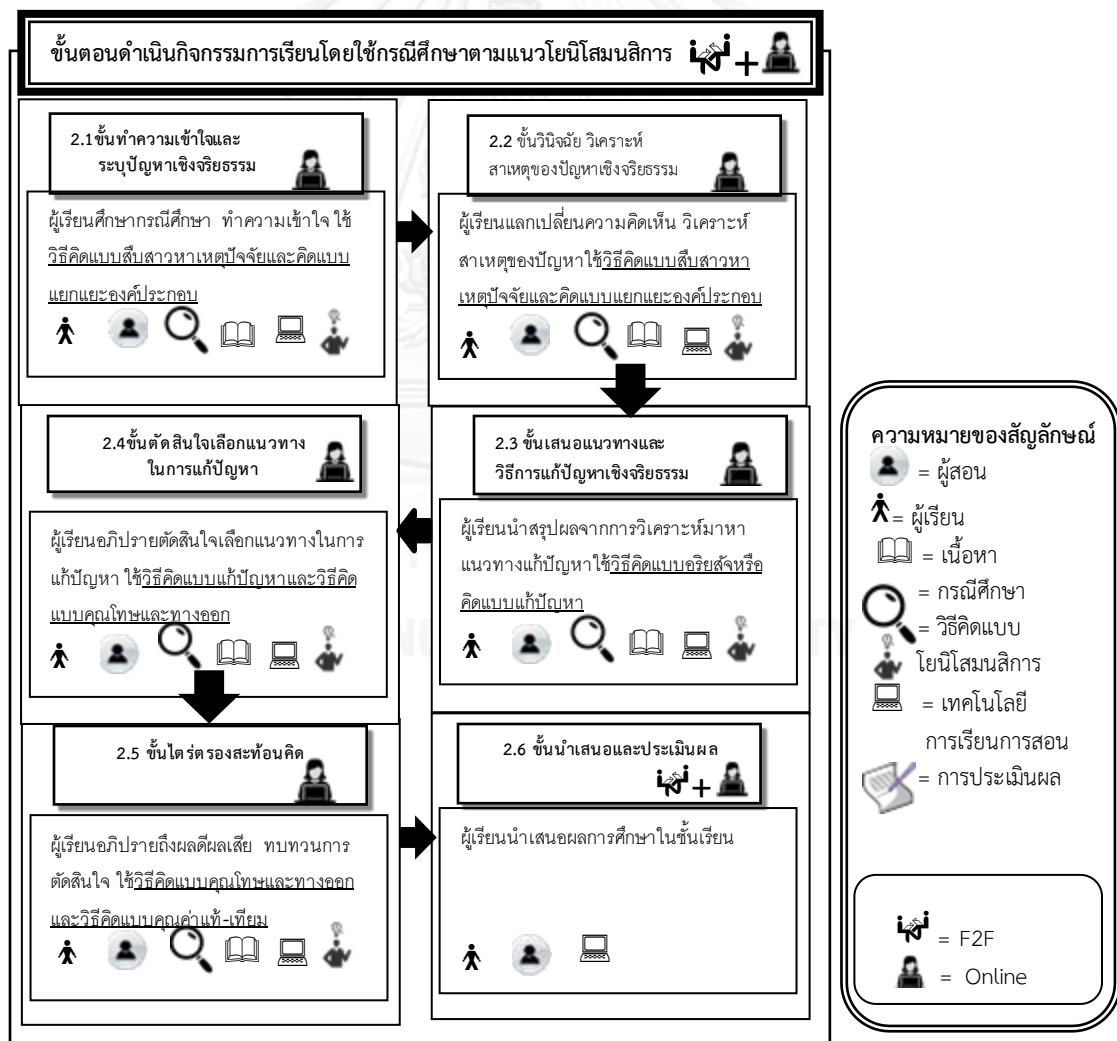 ขั้นตอนดำเนินกิจกรรมการเรียนโดยใช้กรณีศึกษาตามแนวโยนิโสมนสิการ +
2.1ขั้นทำความเข้าใจและ
ระบุปัญหาเชิงจริยธรรม
ผู้เรียนศึกษากรณีศึกษา ทำความเข้าใจ ใช้
วิธีคิดแบบสืบสาวหาเหตุปัจจัยและคิดแบบ
แยกแยะองค์ประกอบ
2.2 ขั้นวินิจฉัย วิเคราะห์
สาเหตุของปัญหาเชิงจริยธรรม
ผู้เรียนแลกเปลี่ยนความคิดเห็น วิเคราะห์
สาเหตุของปัญหาใช้วิธีคิดแบบสืบสาวหา
เหตุปัจจัยและคิดแบบแยกแยะองค์ประกอบ
2.3 ขั้นเสนอแนวทางและ
วิธีการแก้ปัญหาเชิงจริยธรรม
ผู้เรียนนำสรุปผลจากการวิเคราะห์มาหา
แนวทางแก้ปัญหาใช้วิธีคิดแบบอริยสัจหรือ
คิดแบบแก้ปัญหา
2.4ขั้นตัดสินใจเลือกแนวทาง
ในการแก้ปัญหา
ผู้เรียนอภิปรายตัดสินใจเลือกแนวทางในการ
แก้ปัญหา ใช้วิธีคิดแบบแก้ปัญหาและวิธีคิด
แบบคุณโทษและทางออก
2.5 ขั้นไตร่ตรองสะท้อนคิด
ผู้เรียนอภิปรายถึงผลดีผลเสีย ทบทวนการ
ตัดสินใจ ใช้วิธีคิดแบบคุณโทษและทางออก
และวิธีคิดแบบคุณค่าแท้-เทียม
2.6 ขั้นนำเสนอและประเมินผล
+
ผู้เรียนนำเสนอผลการศึกษาในชั้นเรียน
ความหมายของสัญลักษณ์
= ผู้สอน
= ผู้เรียน
= เนื้อหา
= กรณีศึกษา
= วิธีคิดแบบ
โยนิโสมนสิการ
= เทคโนโลยี
การเรียนการสอน
= การประเมินผล
= F2F
= Online